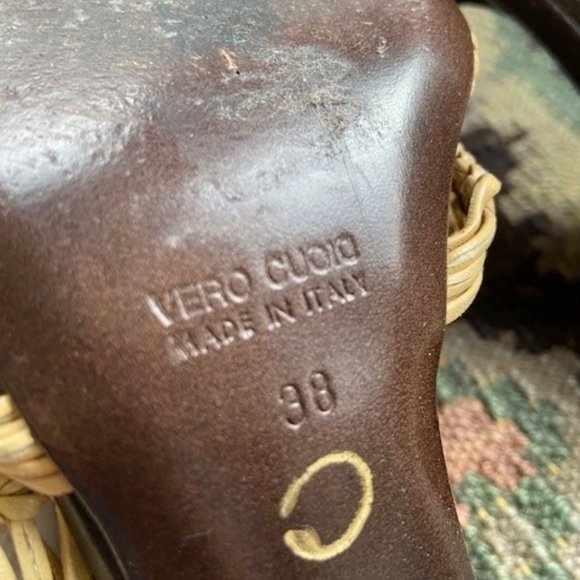 VERO CUOIO
MADE IN ITALY
38
C